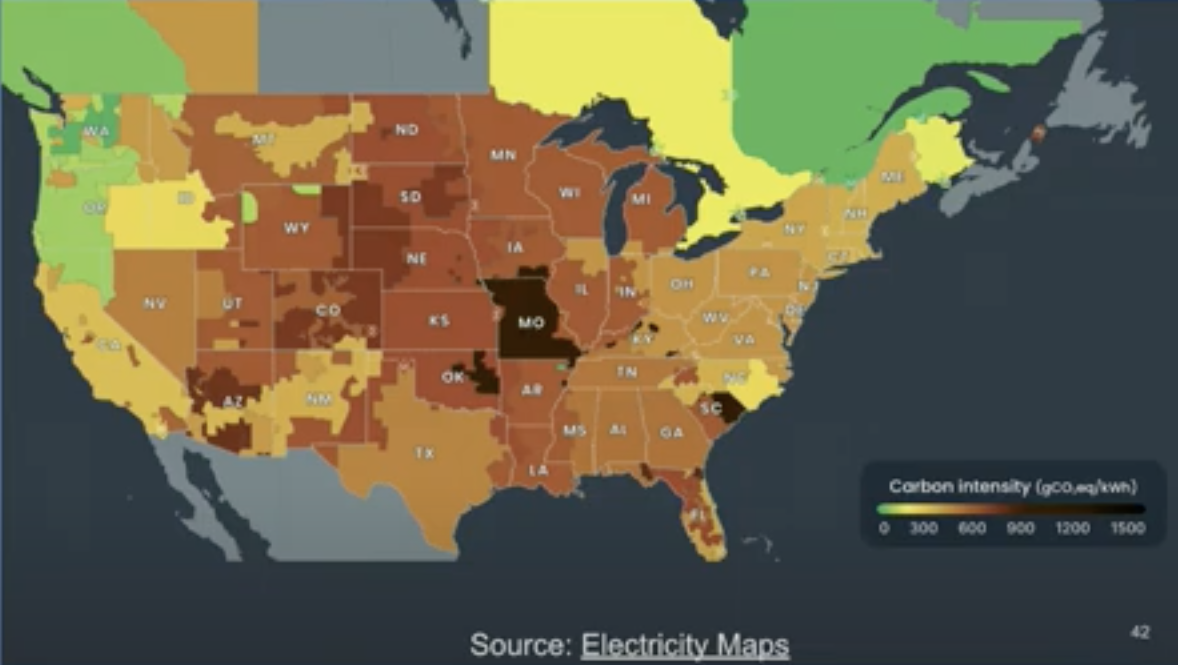 WA
MT
ND
MN
OR
ID
SD
WI
MI
ME
WY
NH
NY
IA
NE
CT
PA
NV
UT
CO
IL
IN
OH
NJ
DE
KS
MO
WV
KY
VA
CA
OK
TN
NC
AZ
NM
AR
SC
MS
AL
GA
TX
LA
FL
Carbon intensity (gCO₂eq/kWh)
0 300 600 900 1200 1500
Source: Electricity Maps
42